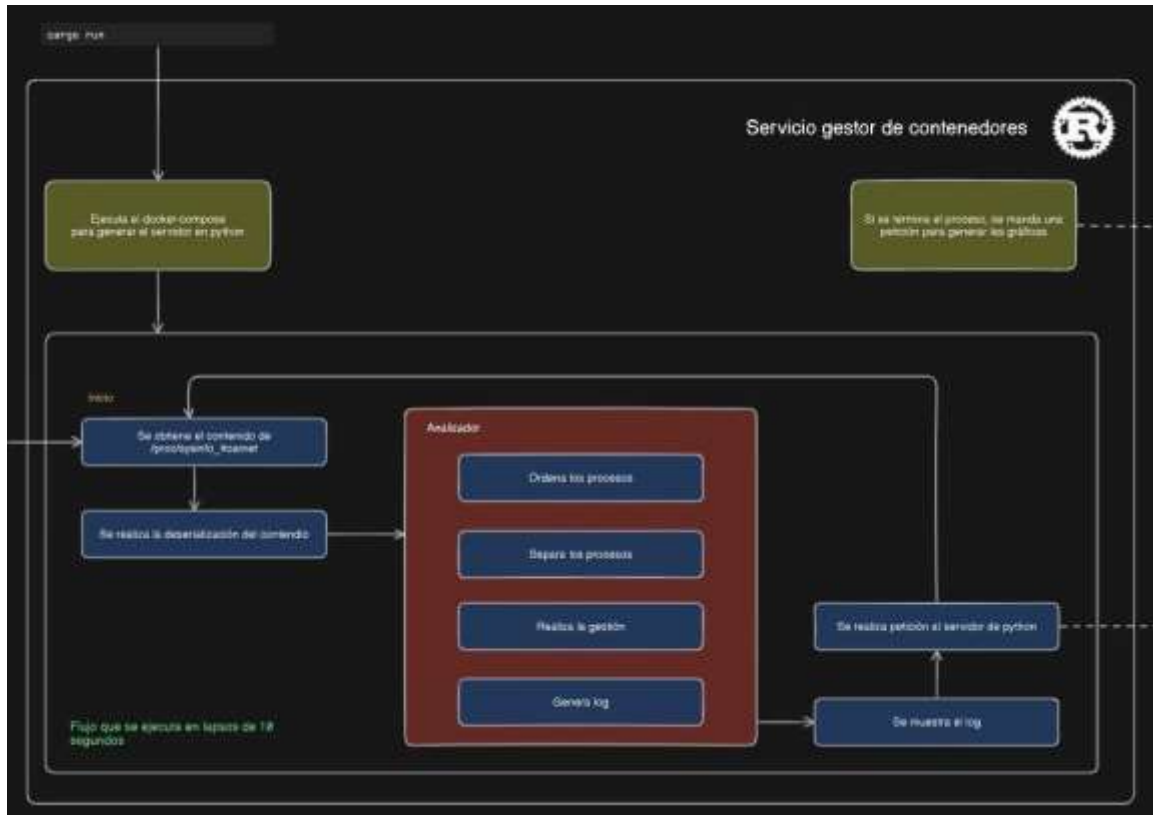 cargo run
Servicio gestor de contenedores
R
Ejecuta el docker-compose
para generar el servidor en python
Si se termina el proceso, se manda una
petición para generar las gráficas
Inicio
Se obtiene el contenido de
/proc/sysinfo_#carnet
Se realiza la deserialización del contenido
Analizador
Ordena los procesos
Separa los procesos
Realiza la gestión
Genera log
Se realiza petición al servidor de python
Se muestra el log
Flujo que se ejecuta en lapsos de 10
segundos